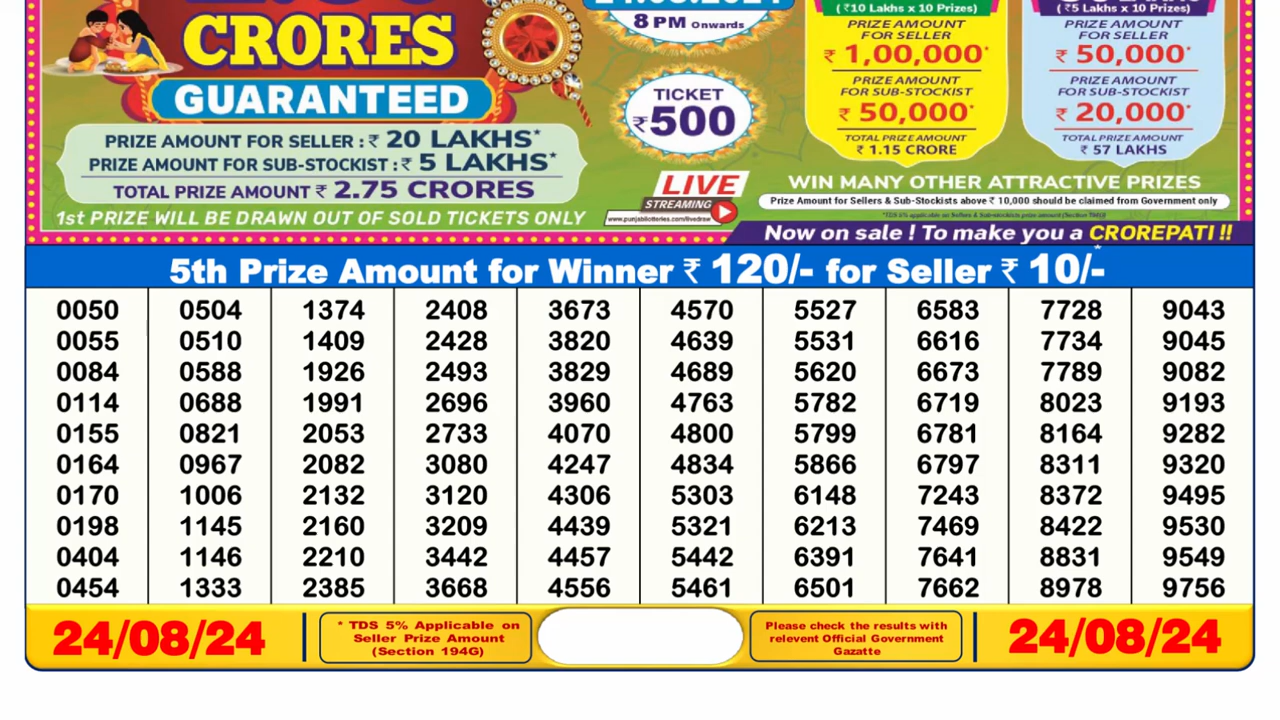 CRORES
GUARANTEED
PRIZE AMOUNT FOR SELLER : ₹ 20 LAKHS*
PRIZE AMOUNT FOR SUB-STOCKIST : ₹ 5 LAKHS*
TOTAL PRIZE AMOUNT ₹ 2.75 CRORES
1st PRIZE WILL BE DRAWN OUT OF SOLD TICKETS ONLY
8 PM Onwards
TICKET
₹500
LIVE
STREAMING
www.punjablotteries.com/livedraw
(₹10 Lakhs x 10 Prizes)
PRIZE AMOUNT
FOR SELLER
₹ 1,00,000*
PRIZE AMOUNT
FOR SUB-STOCKIST
₹ 50,000*
TOTAL PRIZE AMOUNT
₹ 1.15 CRORE
(₹5 Lakhs x 10 Prizes)
PRIZE AMOUNT
FOR SELLER
₹ 50,000*
PRIZE AMOUNT
FOR SUB-STOCKIST
₹ 20,000*
TOTAL PRIZE AMOUNT
₹ 57 LAKHS
WIN MANY OTHER ATTRACTIVE PRIZES
Prize Amount for Sellers & Sub-Stockists above ₹ 10,000 should be claimed from Government only
*TDS 5% applicable on Sellers & Sub-stockists prize amount (Section 194G)
Now on sale ! To make you a CROREPATI !!
5th Prize Amount for Winner ₹ 120/- for Seller ₹ 10/-*
0050 0504 1374 2408 3673 4570 5527 6583 7728 9043
0055 0510 1409 2428 3820 4639 5531 6616 7734 9045
0084 0588 1926 2493 3829 4689 5620 6673 7789 9082
0114 0688 1991 2696 3960 4763 5782 6719 8023 9193
0155 0821 2053 2733 4070 4800 5799 6781 8164 9282
0164 0967 2082 3080 4247 4834 5866 6797 8311 9320
0170 1006 2132 3120 4306 5303 6148 7243 8372 9495
0198 1145 2160 3209 4439 5321 6213 7469 8422 9530
0404 1146 2210 3442 4457 5442 6391 7641 8831 9549
0454 1333 2385 3668 4556 5461 6501 7662 8978 9756
24/08/24
* TDS 5% Applicable on
Seller Prize Amount
(Section 194G)
Please check the results with
relevent Official Government
Gazatte
24/08/24